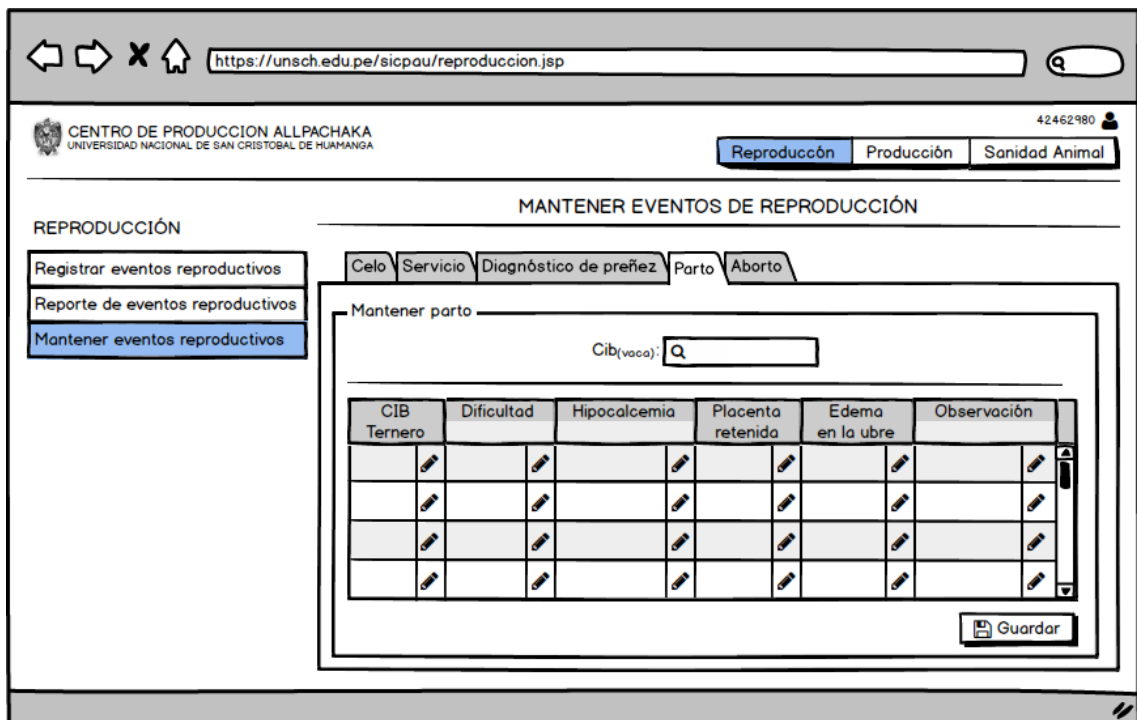 https://unsch.edu.pe/sicpau/reproduccion.jsp
42462980
CENTRO DE PRODUCCION ALLPACHAKA
UNIVERSIDAD NACIONAL DE SAN CRISTOBAL DE HUAMANGA
Reproduccón Producción Sanidad Animal
MANTENER EVENTOS DE REPRODUCCIÓN
REPRODUCCIÓN
Registrar eventos reproductivos
Reporte de eventos reproductivos
Mantener eventos reproductivos
Celo Servicio Diagnóstico de preñez Parto Aborto
Mantener parto
Cib(vaca):
CIB Ternero
Dificultad
Hipocalcemia
Placenta retenida
Edema en la ubre
Observación
Guardar